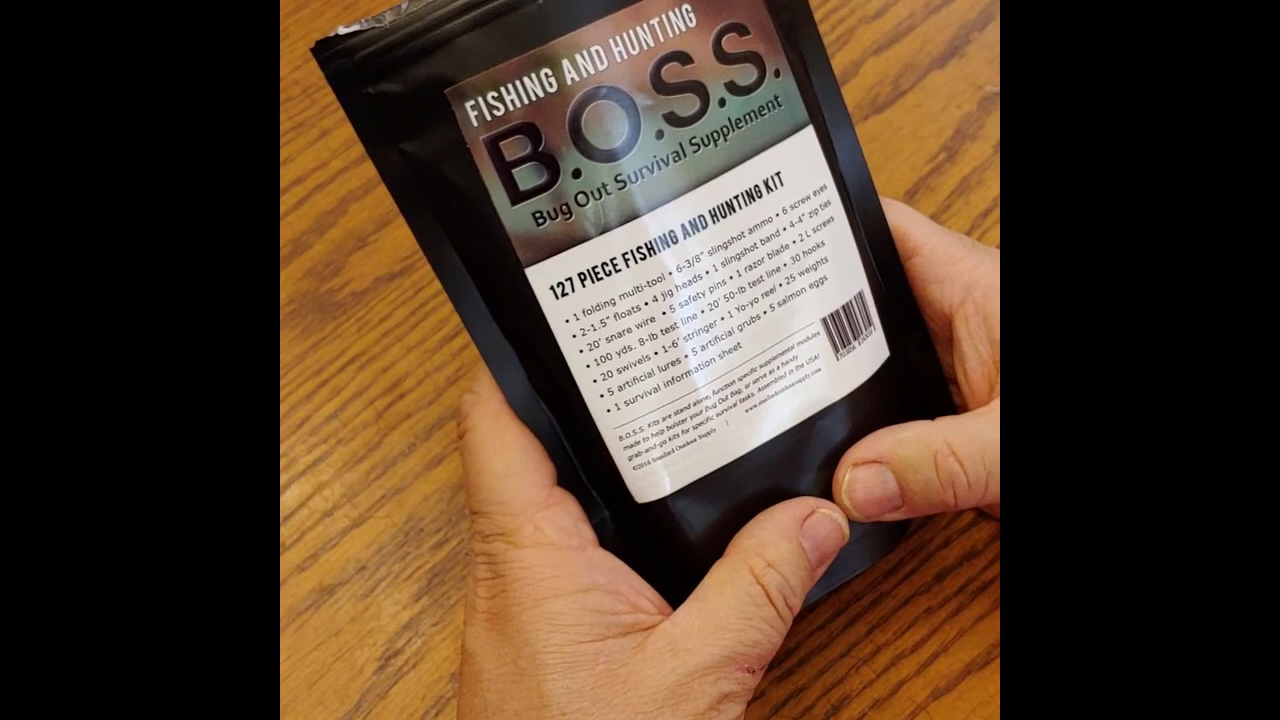 FISHING AND HUNTING
B.O.S.S.
Bug Out Survival Supplement
127 PIECE FISHING AND HUNTING KIT
• 1 folding multi-tool • 6-3/8" slingshot ammo • 6 screw eyes
• 2-1.5" floats • 4 jig heads • 1 slingshot band • 4-4" zip ties
• 20' snare wire • 5 safety pins • 1 razor blade • 2 L screws
• 100 yds. 8-lb test line • 20' 50-lb test line • 30 hooks
• 20 swivels • 1-6' stringer • 1 Yo-yo reel • 25 weights
• 5 artificial lures • 5 artificial grubs • 5 salmon eggs
• 1 survival information sheet
B.O.S.S. Kits are stand alone, function specific supplemental modules
made to help bolster your Bug Out Bag, or serve as a handy
grab-and-go kits for specific survival tasks. Assembled in the USA!
©2016 Outdoor Supply |